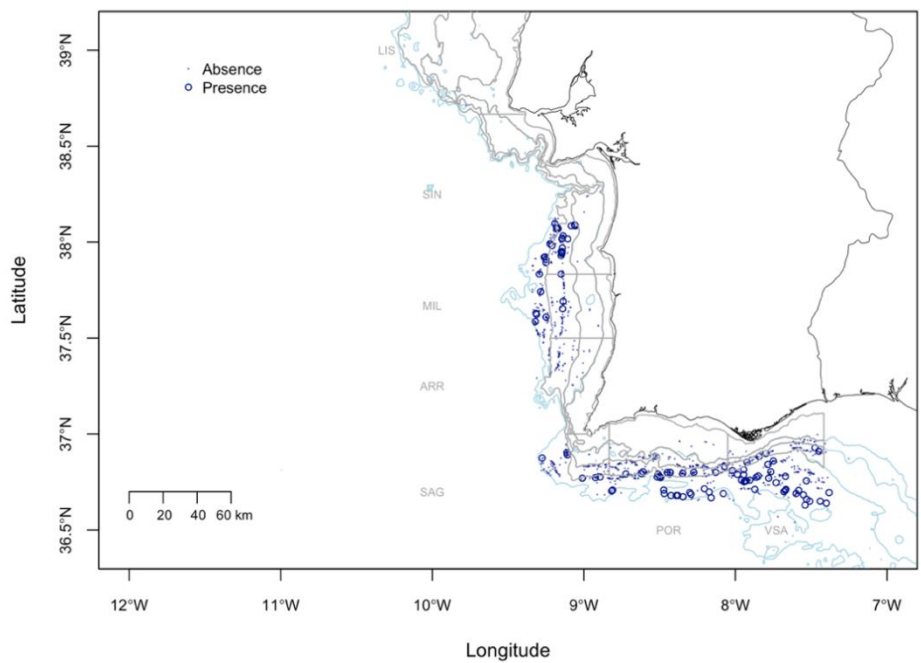 39°N
38.5°N
38°N
37.5°N
37°N
36.5°N
Latitude
LIS
Absence
Presence
SIN
MIL
ARR
SAG
POR
VSA
0 20 40 60 km
12°W 11°W 10°W 9°W 8°W 7°W
Longitude